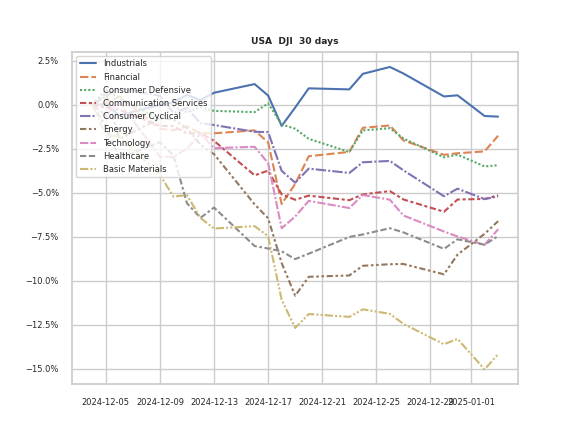 USA DJI 30 days
Industrials
Financial
Consumer Defensive
Communication Services
Consumer Cyclical
Energy
Technology
Healthcare
Basic Materials
2.5%
0.0%
−2.5%
−5.0%
−7.5%
−10.0%
−12.5%
−15.0%
2024-12-05 2024-12-09 2024-12-13 2024-12-17 2024-12-21 2024-12-25 2024-12-29 2025-01-01